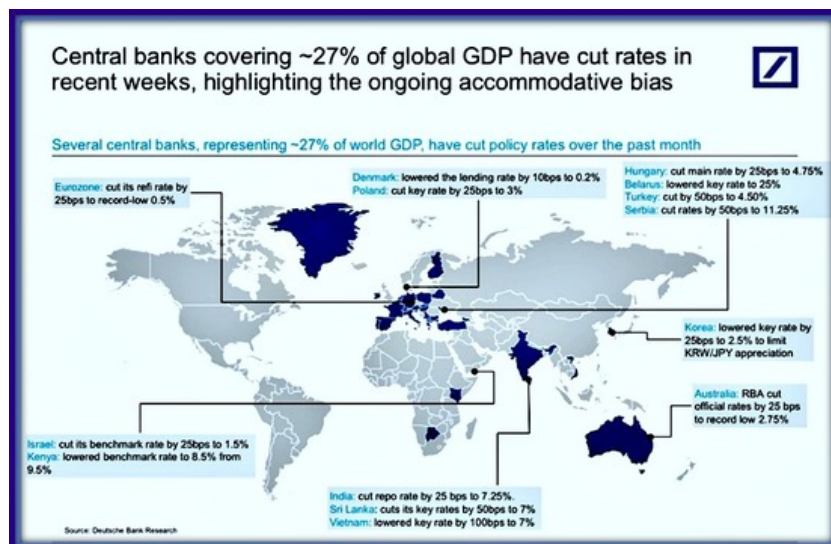 Central banks covering ~27% of global GDP have cut rates in
recent weeks, highlighting the ongoing accommodative bias
Several central banks, representing ~27% of world GDP, have cut policy rates over the past month
Eurozone: cut its refi rate by
25bps to record-low 0.5%
Denmark: lowered the lending rate by 10bps to 0.2%
Poland: cut key rate by 25bps to 3%
Hungary: cut main rate by 25bps to 4.75%
Belarus: lowered key rate to 25%
Turkey: cut by 50bps to 4.50%
Serbia: cut rates by 50bps to 11.25%
Korea: lowered key rate by
25bps to 2.5% to limit
KRW/JPY appreciation
Australia: RBA cut
official rates by 25 bps
to record low 2.75%
Israel: cut its benchmark rate by 25bps to 1.5%
Kenya: lowered benchmark rate to 8.5% from
9.5%
India: cut repo rate by 25 bps to 7.25%.
Sri Lanka: cuts its key rates by 50bps to 7%
Vietnam: lowered key rate by 100bps to 7%
Source: Deutsche Bank Research